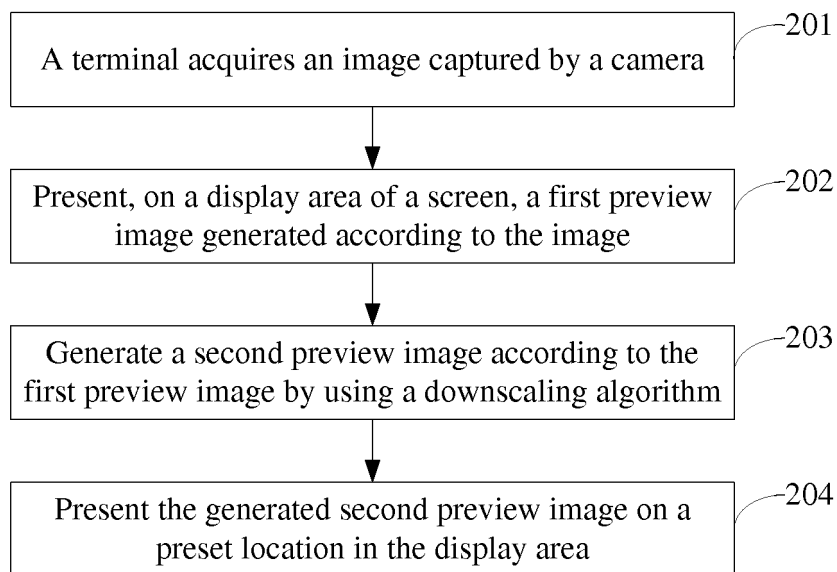 A terminal acquires an image captured by a camera
201
Present, on a display area of a screen, a first preview
image generated according to the image
202
Generate a second preview image according to the
first preview image by using a downscaling algorithm
203
Present the generated second preview image on a
preset location in the display area
204